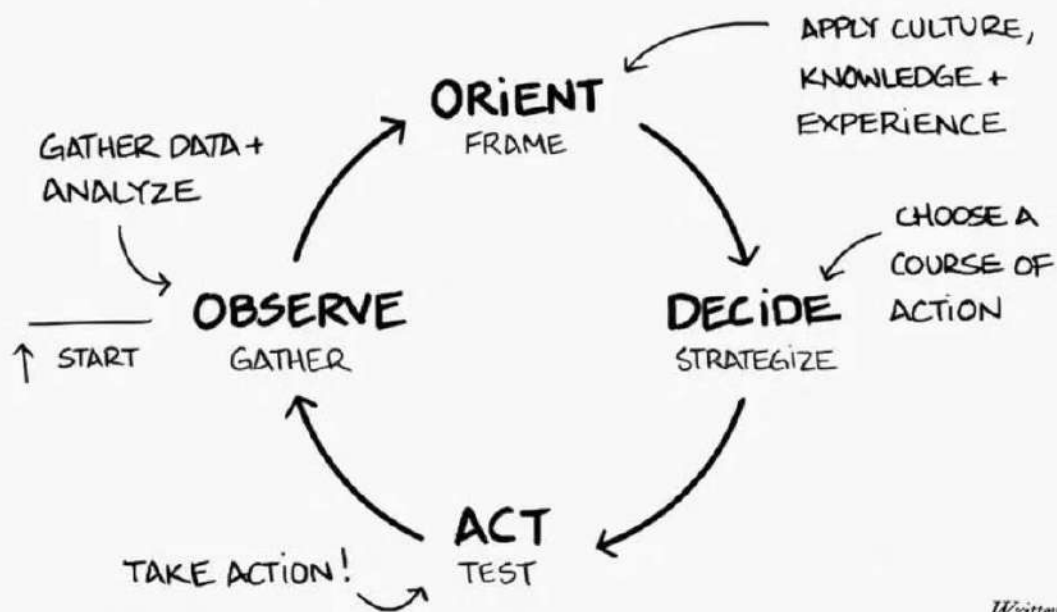 APPLY CULTURE,
KNOWLEDGE +
EXPERIENCE
ORIENT
FRAME
GATHER DATA +
ANALYZE
CHOOSE A
COURSE OF
ACTION
OBSERVE
GATHER
START
DECIDE
STRATEGIZE
ACT
TEST
TAKE ACTION!